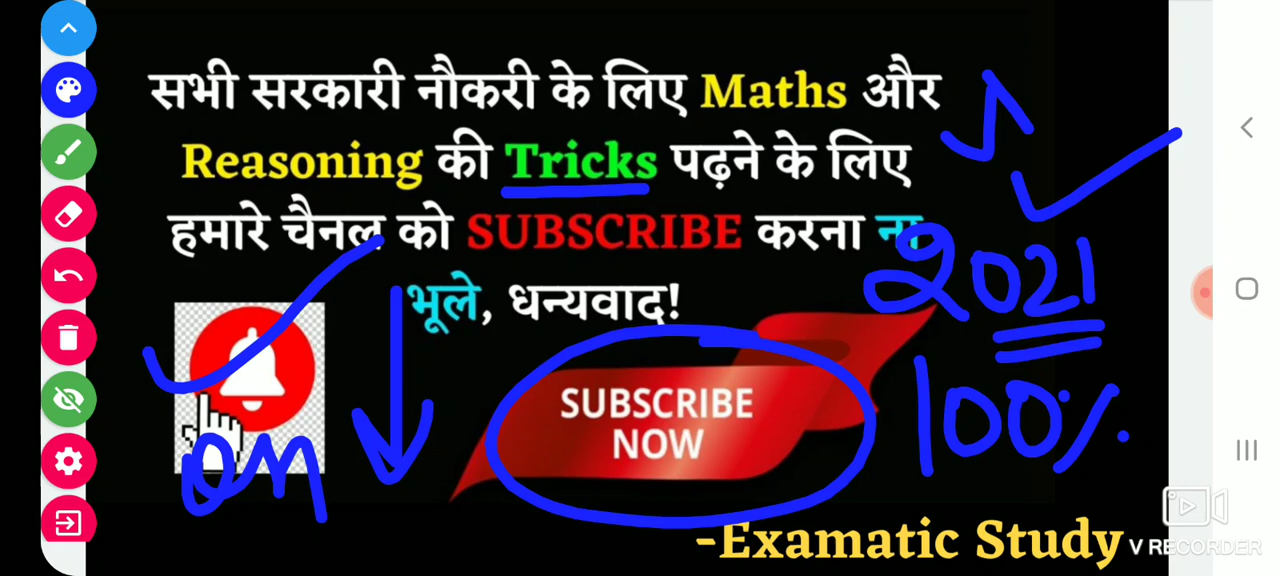 सभी सरकारी नौकरी के लिए Maths और
Reasoning की Tricks पढ़ने के लिए
हमारे चैनल को SUBSCRIBE करना ना
भूले, धन्यवाद!
2021
100%
SUBSCRIBE
NOW
on
-Examatic Study
V RECORDER